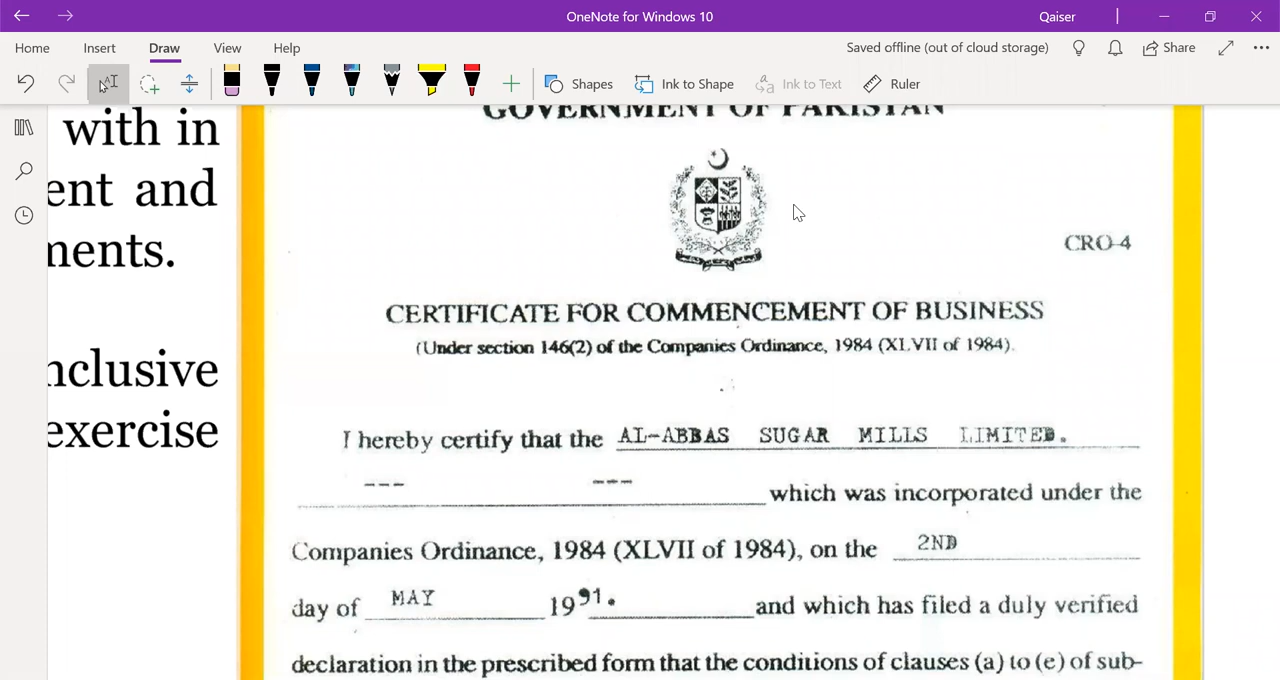 OneNote for Windows 10
Qaiser
Home Insert Draw View Help
Saved offline (out of cloud storage)
Share
Shapes
Ink to Shape
Ink to Text
Ruler
with in
ent and
ments.
nclusive
exercise
GOVERNMENT OF PAKISTAN
CRO-4
CERTIFICATE FOR COMMENCEMENT OF BUSINESS
(Under section 146(2) of the Companies Ordinance, 1984 (XLVII of 1984).
I hereby certify that the AL-ABBAS SUGAR MILLS LIMITED.
--- --- which was incorporated under the
Companies Ordinance, 1984 (XLVII of 1984), on the 2ND
day of MAY 1991. and which has filed a duly verified
declaration in the prescribed form that the conditions of clauses (a) to (e) of sub-